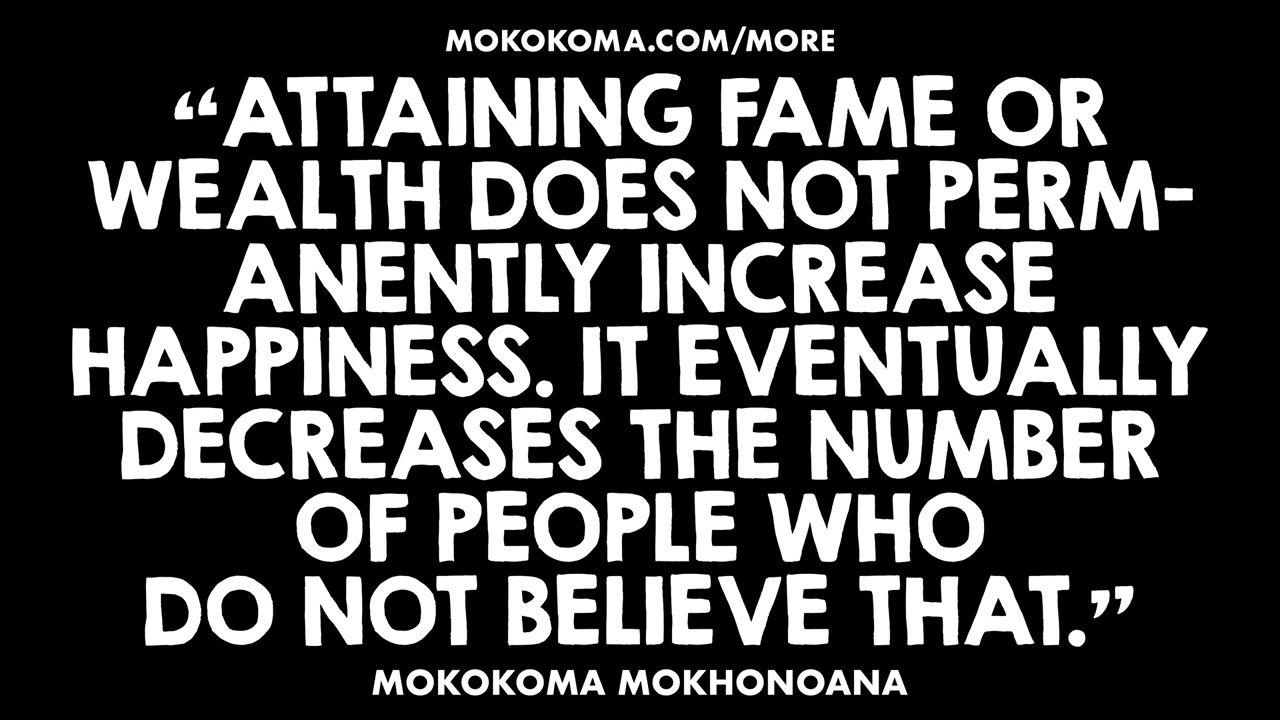 MOKOKOMA.COM/MORE
“ATTAINING FAME OR
WEALTH DOES NOT PERM-
ANENTLY INCREASE
HAPPINESS. IT EVENTUALLY
DECREASES THE NUMBER
OF PEOPLE WHO
DO NOT BELIEVE THAT.”
MOKOKOMA MOKHONOANA